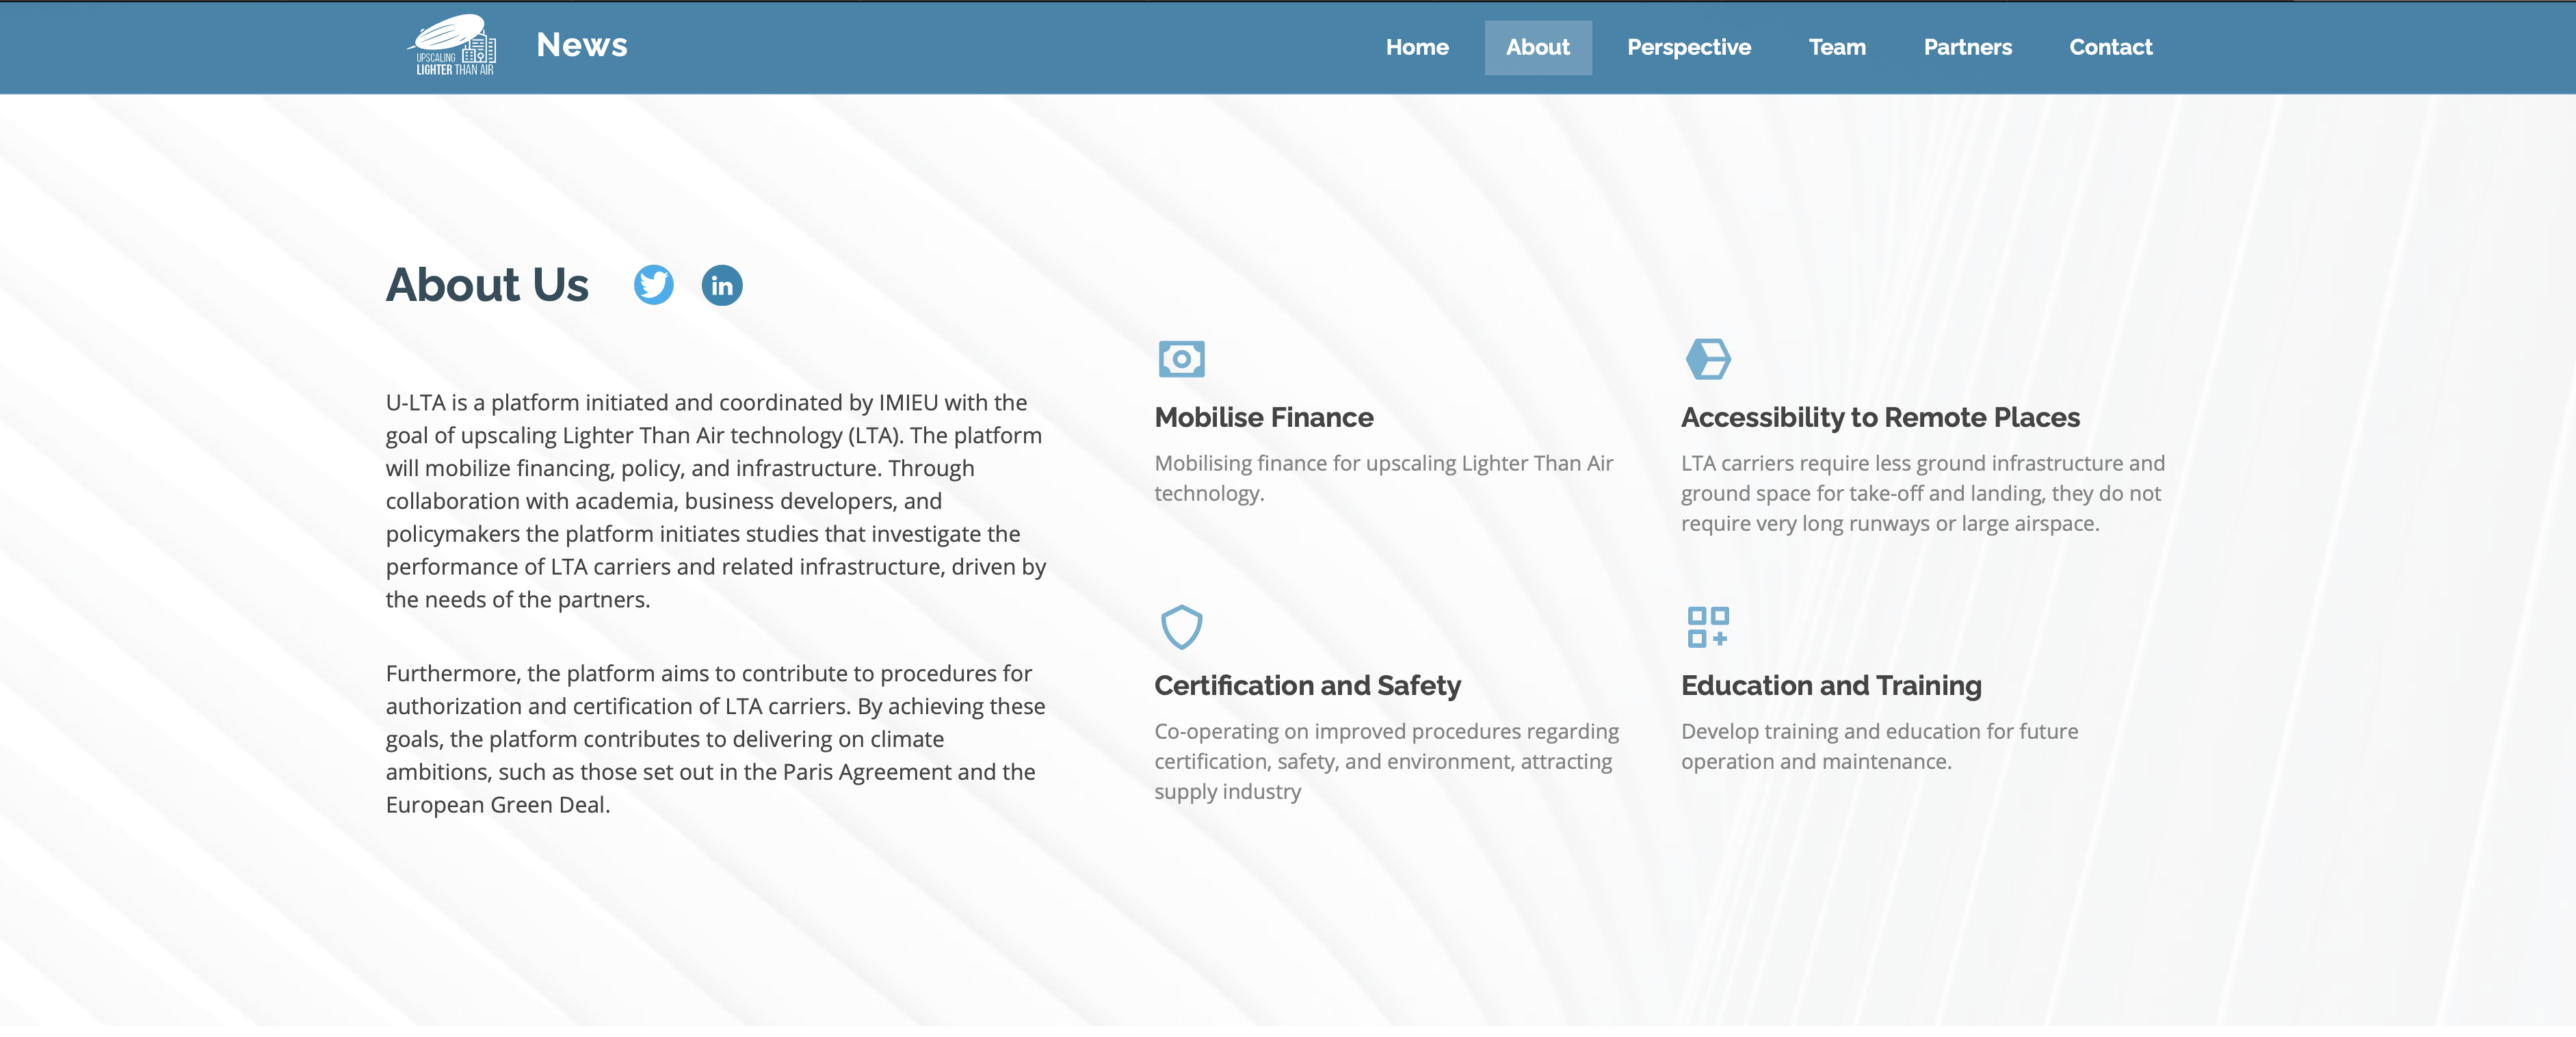 UPSCALING
LIGHTER THAN AIR
News
Home
About
Perspective
Team
Partners
Contact
About Us
in
U-LTA is a platform initiated and coordinated by IMIEU with the
goal of upscaling Lighter Than Air technology (LTA). The platform
will mobilize financing, policy, and infrastructure. Through
collaboration with academia, business developers, and
policymakers the platform initiates studies that investigate the
performance of LTA carriers and related infrastructure, driven by
the needs of the partners.
Furthermore, the platform aims to contribute to procedures for
authorization and certification of LTA carriers. By achieving these
goals, the platform contributes to delivering on climate
ambitions, such as those set out in the Paris Agreement and the
European Green Deal.
Mobilise Finance
Mobilising finance for upscaling Lighter Than Air
technology.
Accessibility to Remote Places
LTA carriers require less ground infrastructure and
ground space for take-off and landing, they do not
require very long runways or large airspace.
Certification and Safety
Co-operating on improved procedures regarding
certification, safety, and environment, attracting
supply industry
Education and Training
Develop training and education for future
operation and maintenance.